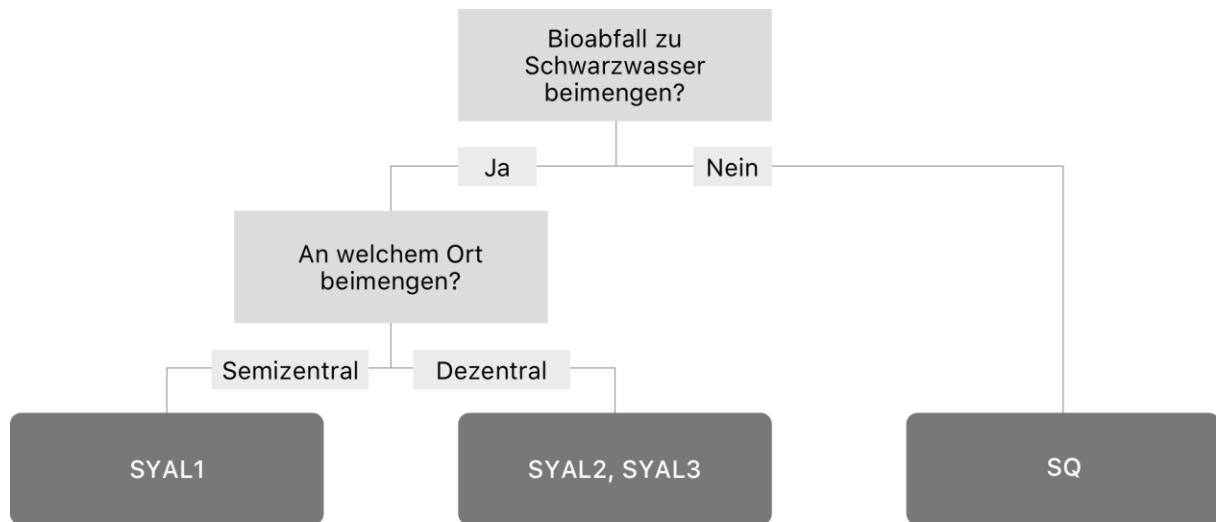 Bioabfall zu
Schwarzwasser
beimengen?
Ja
Nein
An welchem Ort
beimengen?
Semizentral
Dezentral
SYAL1
SYAL2, SYAL3
SQ